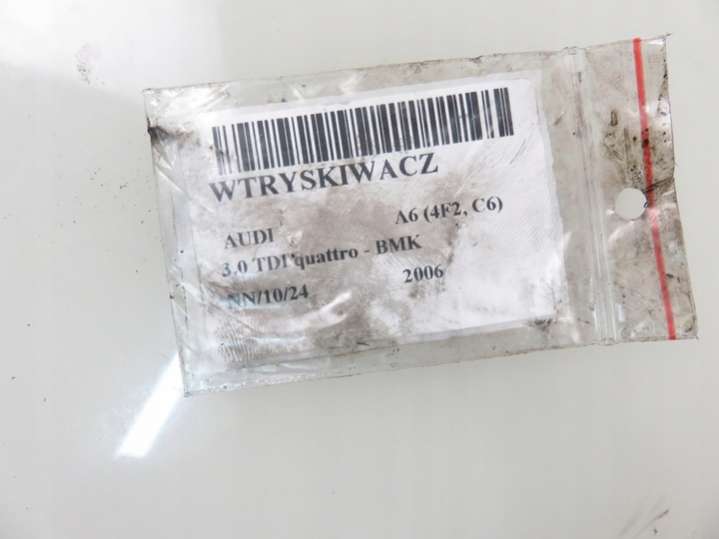 WTRYSKIWACZ
AUDI A6 (4F2, C6)
3.0 TDI quattro - BMK
NN/10/24 2006